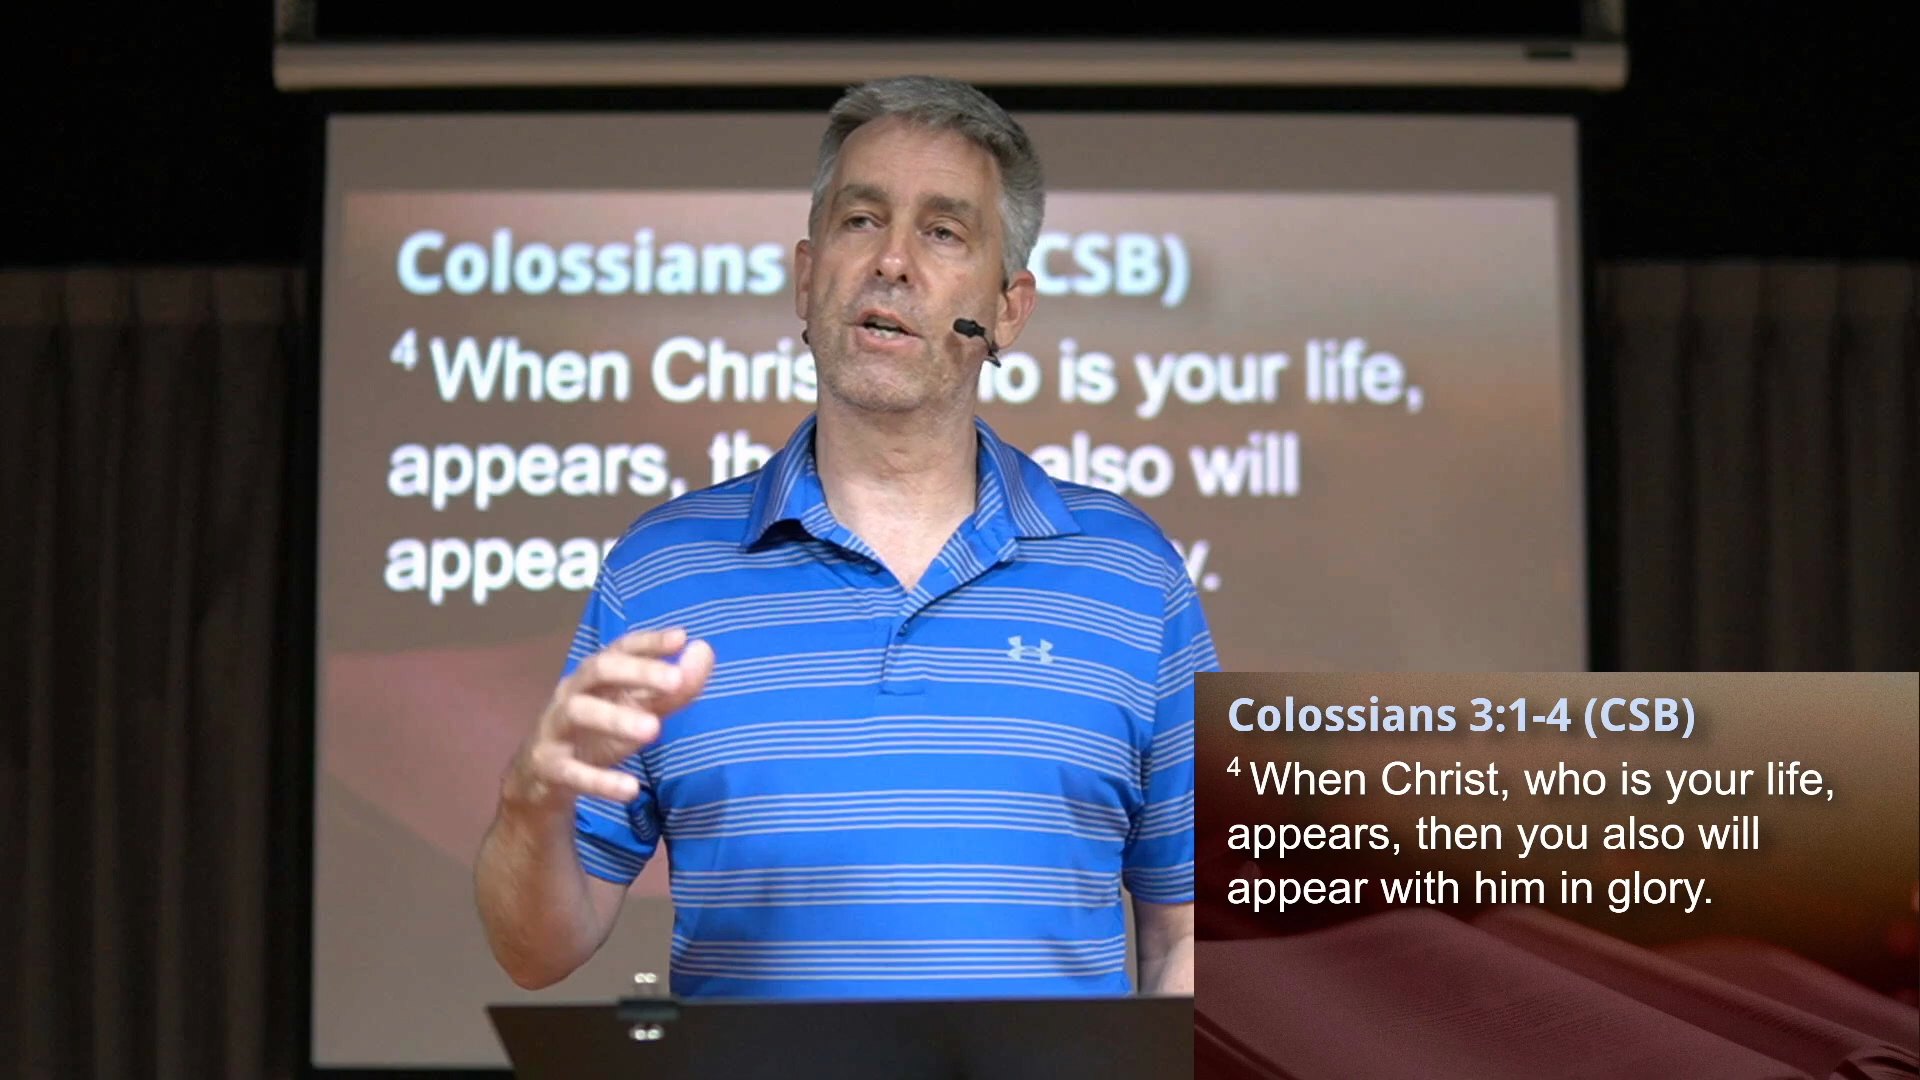 Colossians CSB)
4 When Chris ho is your life,
appears, th also will
appea y.
Colossians 3:1-4 (CSB)
4 When Christ, who is your life,
appears, then you also will
appear with him in glory.